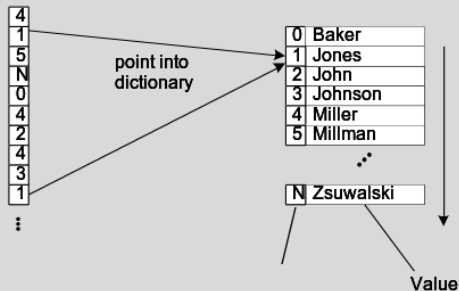 4
1
5
N
0
4
2
4
3
1
point into
dictionary
0 Baker
1 Jones
2 John
3 Johnson
4 Miller
5 Millman
N Zsuwalski
Value